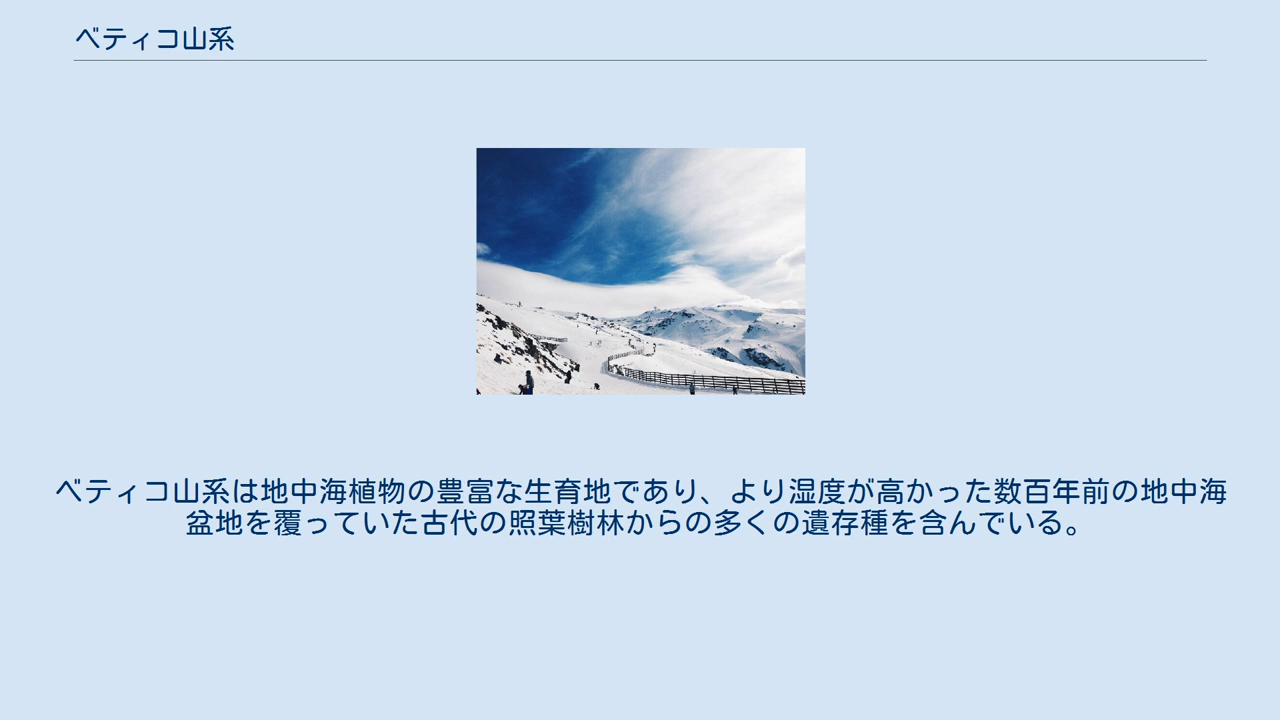 ベティコ山系
ベティコ山系は地中海植物の豊富な生育地であり、より湿度が高かった数百年前の地中海
盆地を覆っていた古代の照葉樹林からの多くの遺存種を含んでいる。